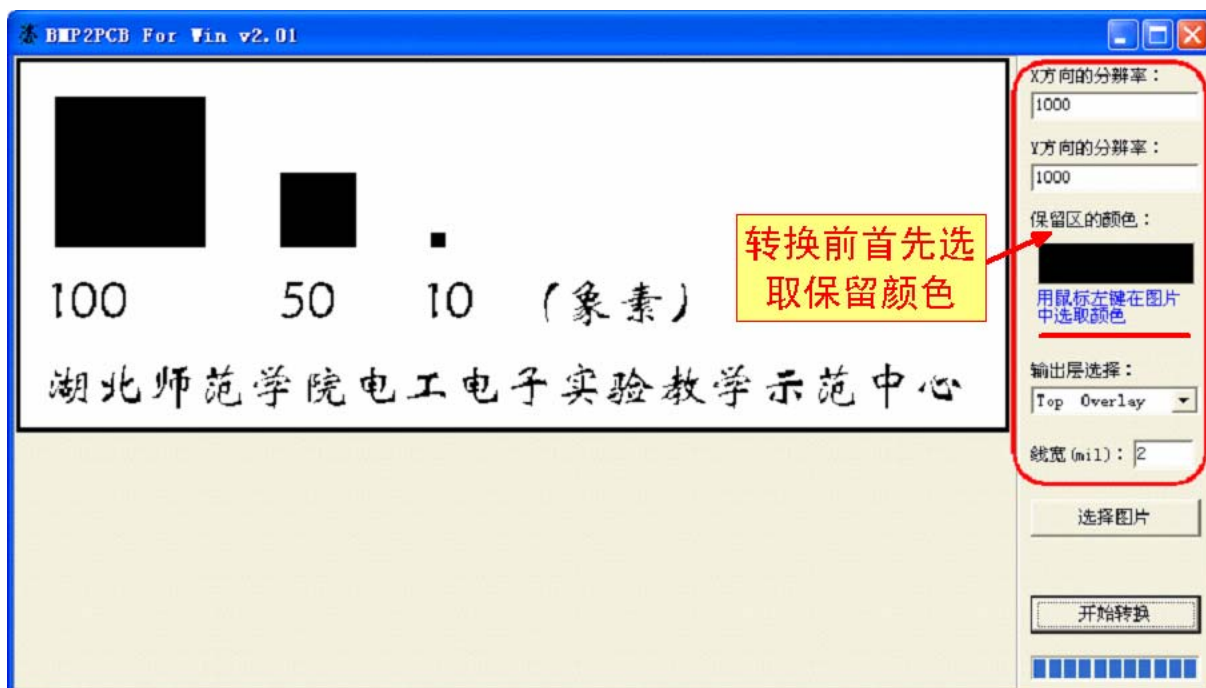 BMP2PCB For Win v2.01
100
50
10
（象素）
湖北师范学院电工电子实验教学示范中心
转换前首先选
取保留颜色
X方向的分辨率：
1000
Y方向的分辨率：
1000
保留区的颜色：
用鼠标左键在图片
中选取颜色
输出层选择：
Top Overlay
线宽(mil)：2
选择图片
开始转换